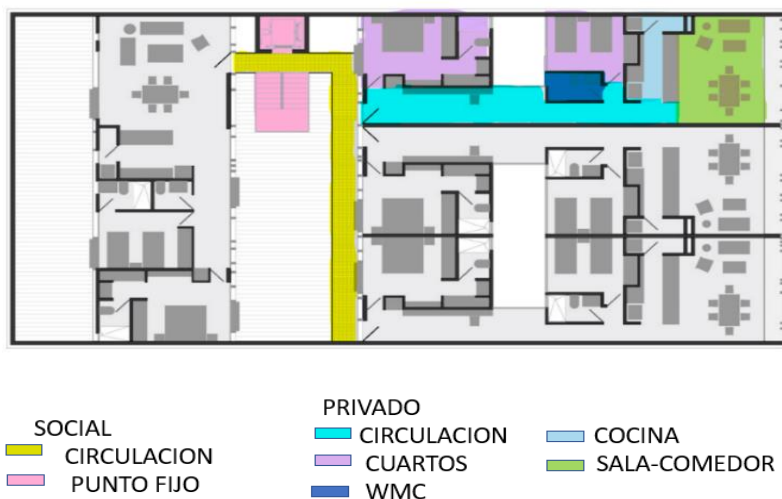 SOCIAL
CIRCULACION
PUNTO FIJO
PRIVADO
CIRCULACION
CUARTOS
WMC
COCINA
SALA-COMEDOR